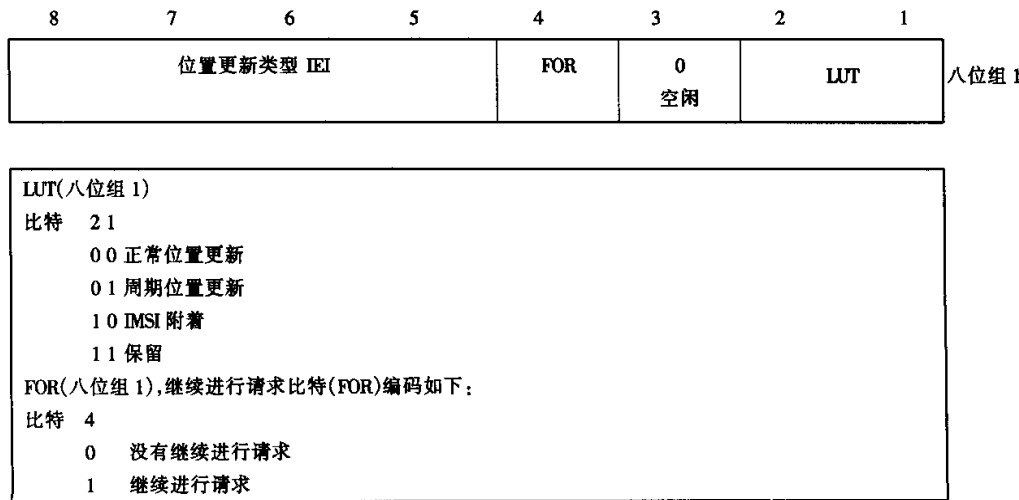 8 7 6 5 4 3 2 1
位置更新类型 IEI FOR 0 LUT 八位组 1
空闲
LUT(八位组 1)
比特 2 1
0 0 正常位置更新
0 1 周期位置更新
1 0 IMSI 附着
1 1 保留
FOR(八位组 1),继续进行请求比特(FOR)编码如下:
比特 4
0 没有继续进行请求
1 继续进行请求